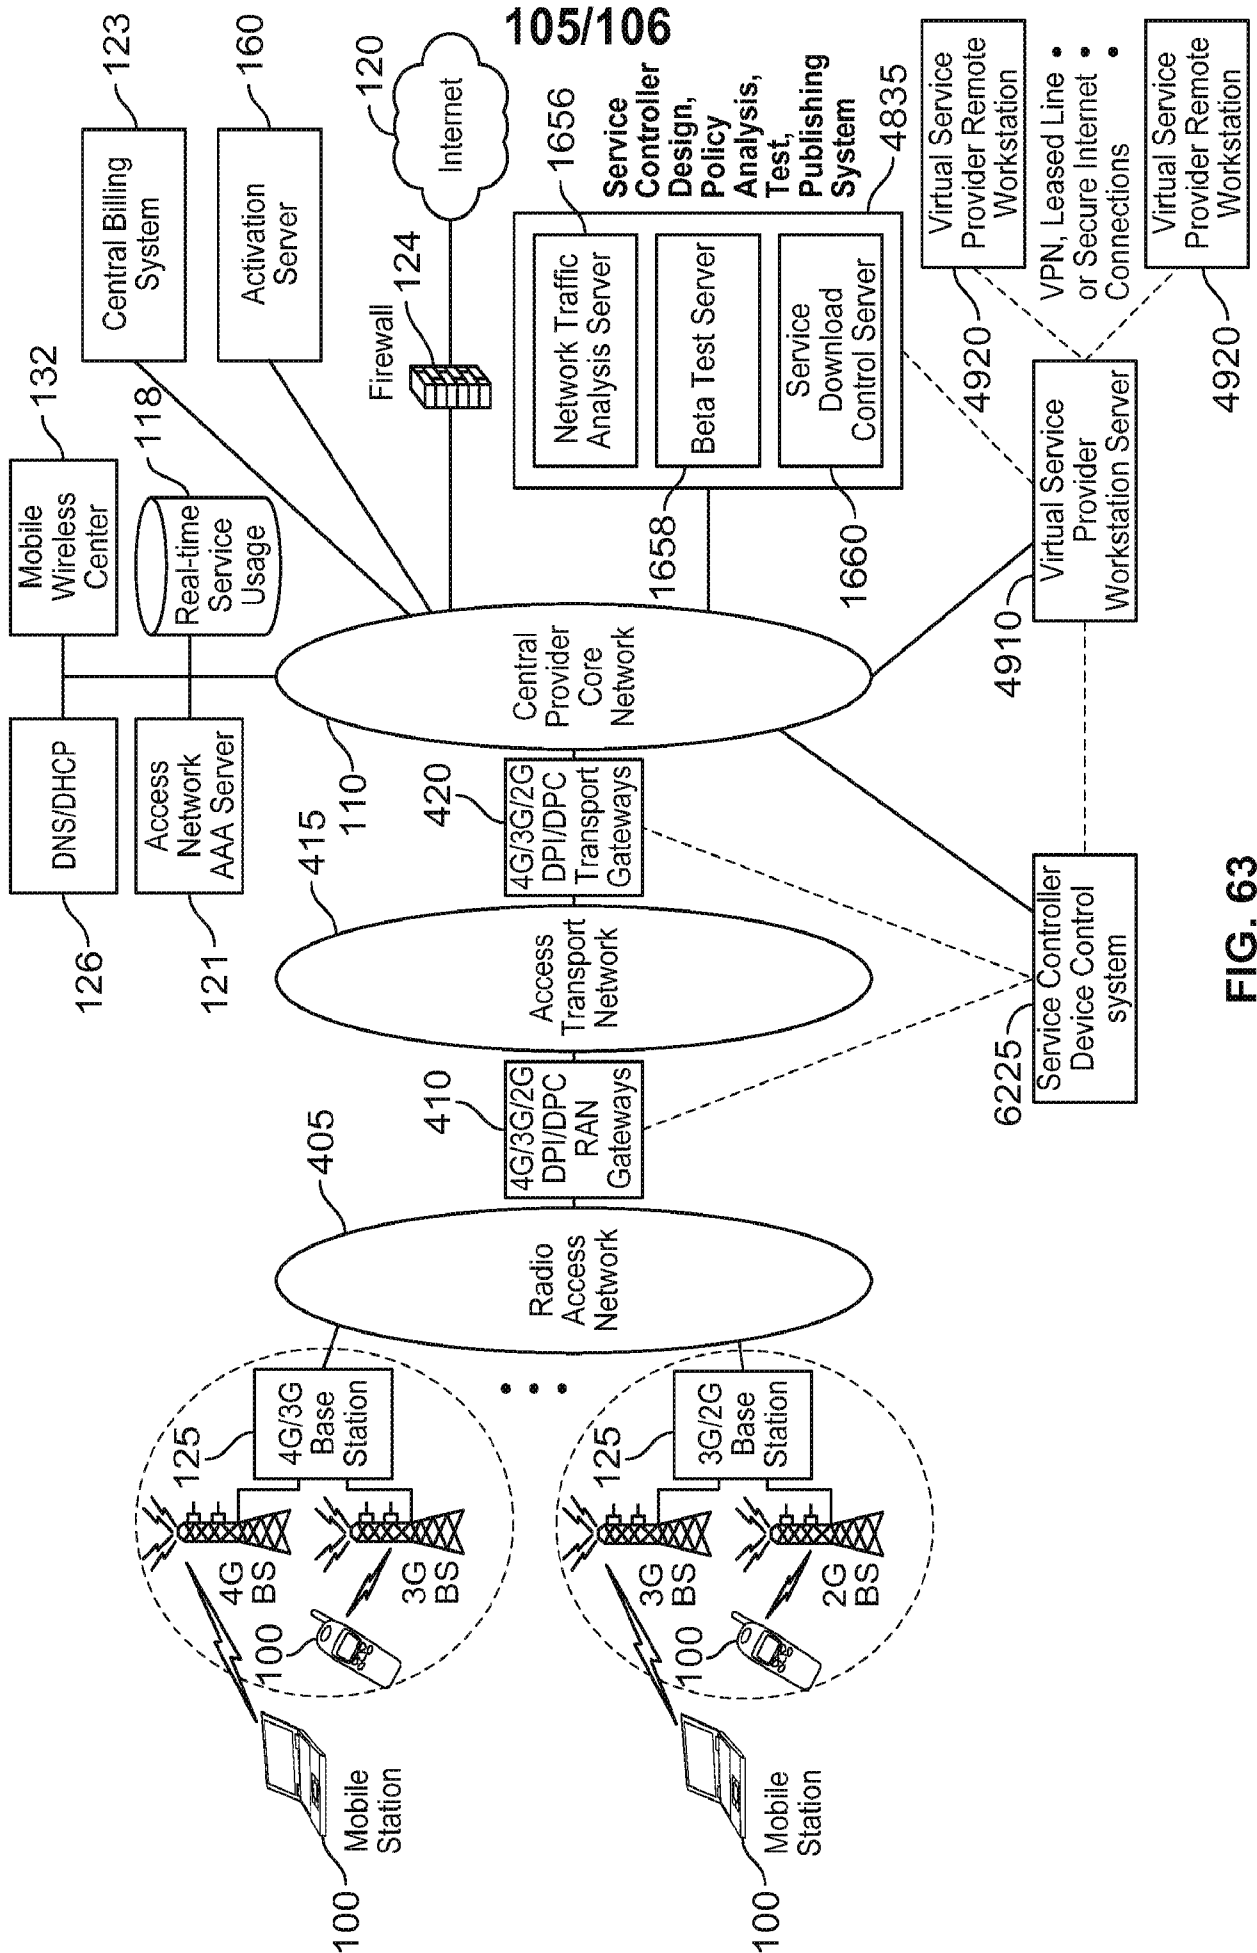 105/106
126
DNS/DHCP
Mobile
Wireless
Center
132
121
Access
Network
AAA Server
Real-time
Service
Usage
118
Central Billing
System
123
Activation
Server
160
4G
BS
3G
BS
100
100
Mobile
Station
125
4G/3G
Base
Station
405
Radio
Access
Network
410
4G/3G/2G
DPI/DPC
RAN
Gateways
415
Access
Transport
Network
420
4G/3G/2G
DPI/DPC
Transport
Gateways
110
Central
Provider
Core
Network
Firewall
124
Internet
120
1656
Network Traffic
Analysis Server
1658
Beta Test Server
1660
Service
Download
Control Server
Service
Controller
Design,
Policy
Analysis,
Test,
Publishing
System
4835
3G
BS
2G
BS
100
100
Mobile
Station
125
3G/2G
Base
Station
6225
Service Controller
Device Control
system
4910
Virtual Service
Provider
Workstation Server
4920
Virtual Service
Provider Remote
Workstation
VPN, Leased Line
or Secure Internet
Connections
4920
Virtual Service
Provider Remote
Workstation
FIG. 63